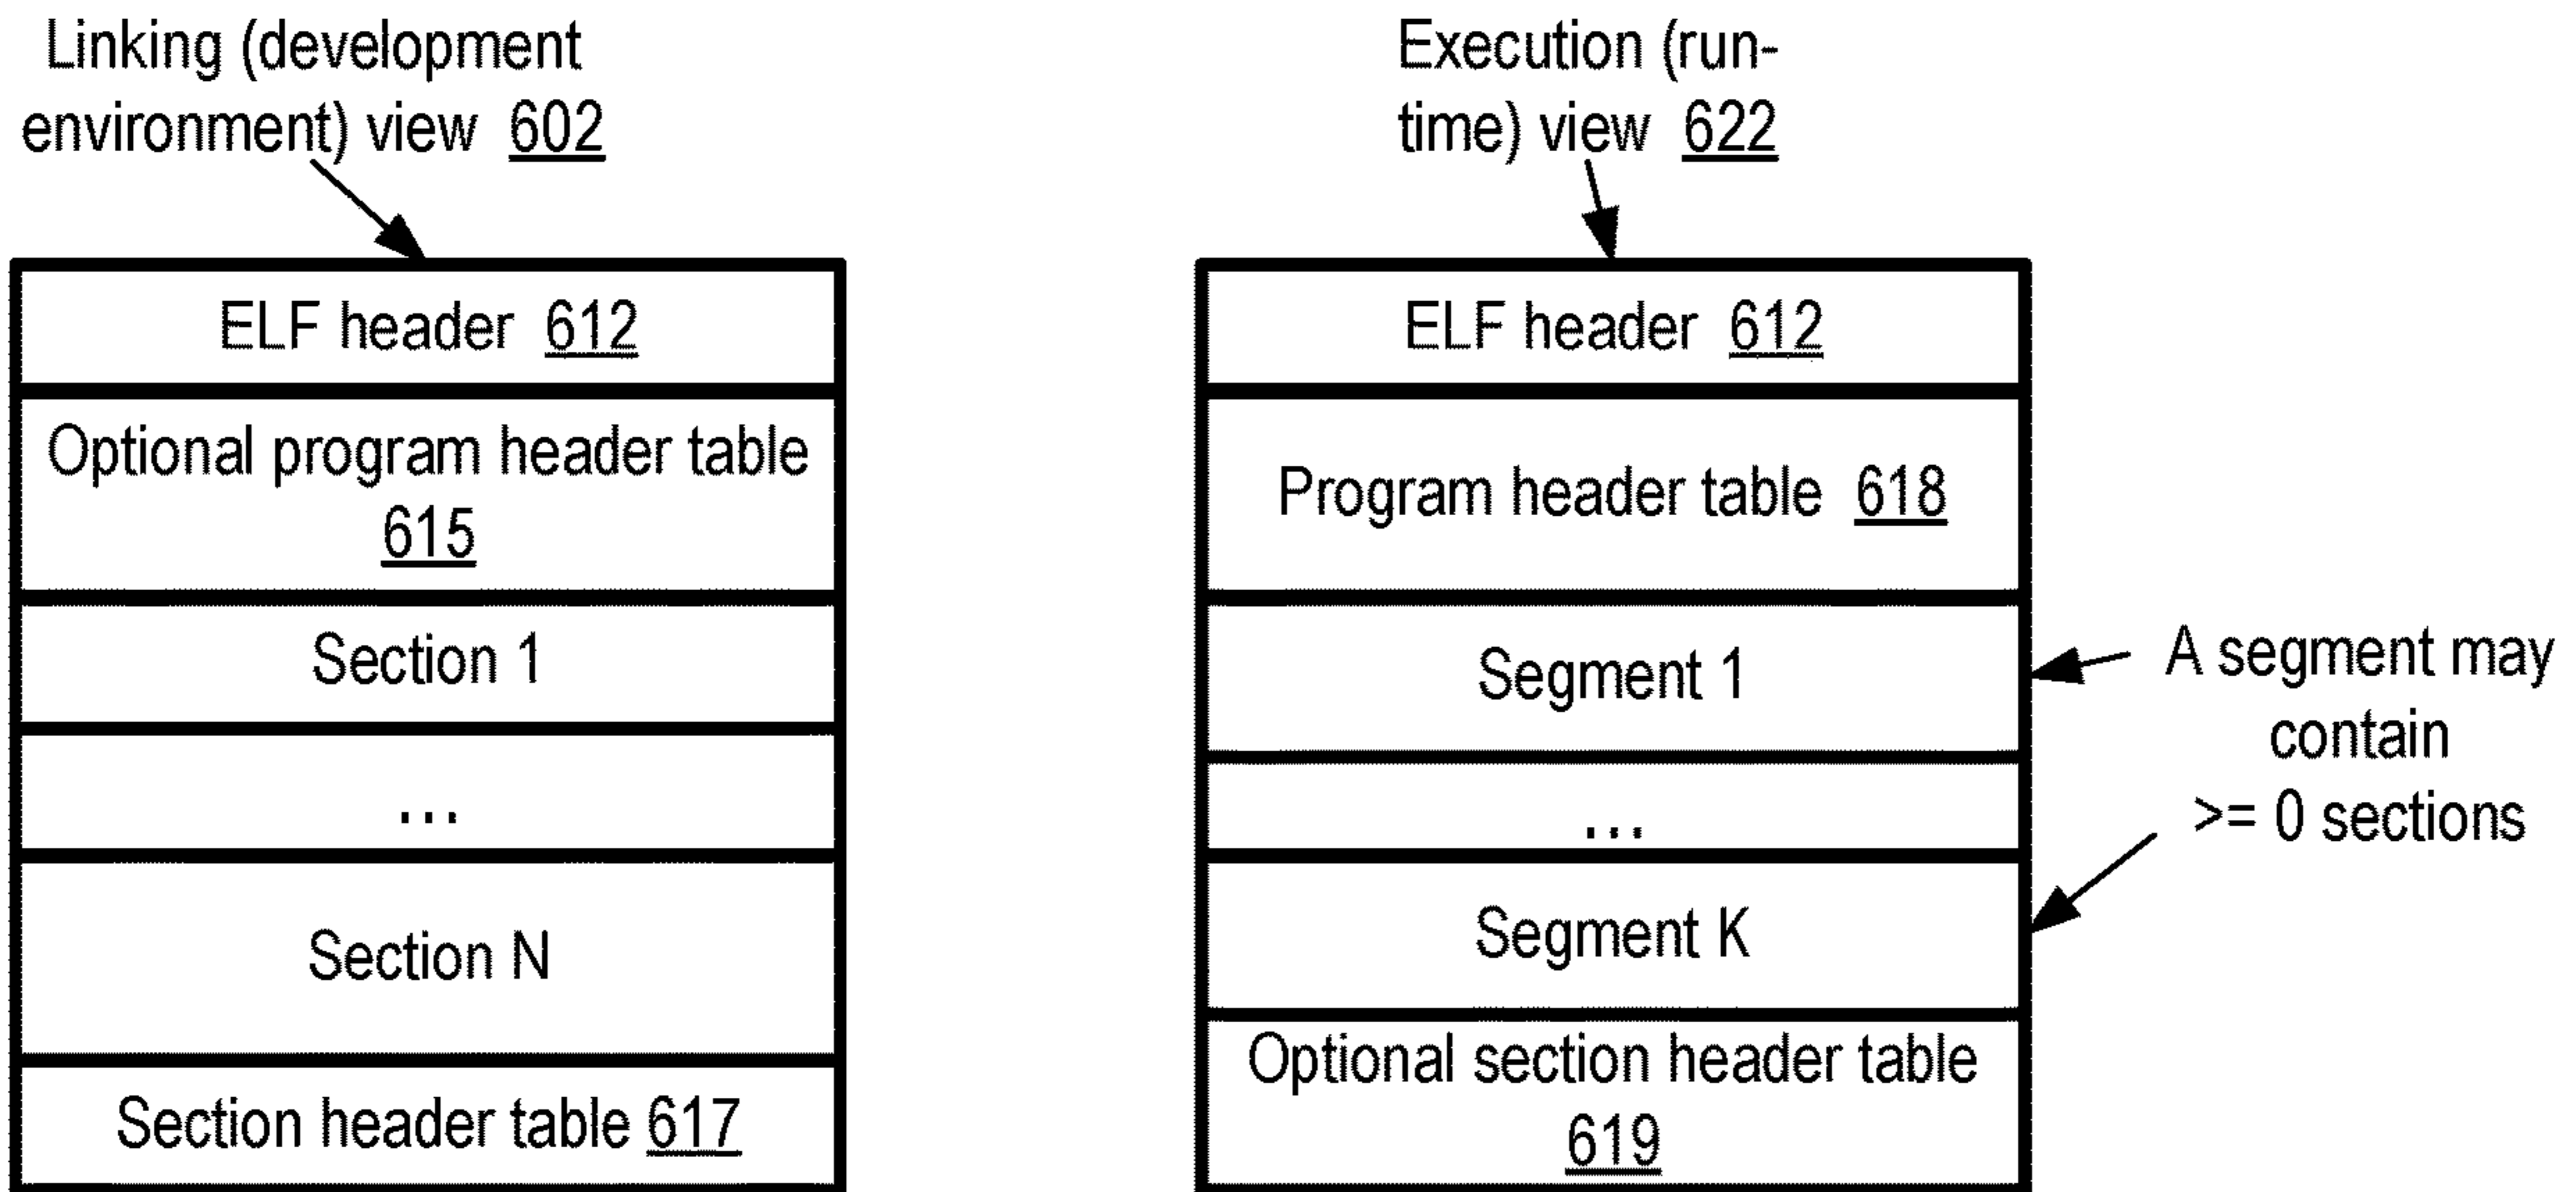 Linking (development
environment) view 602
ELF header 612
Optional program header table
615
Section 1
...
Section N
Section header table 617
Execution (run-
time) view 622
ELF header 612
Program header table 618
Segment 1
...
Segment K
Optional section header table
619
A segment may
contain
>= 0 sections